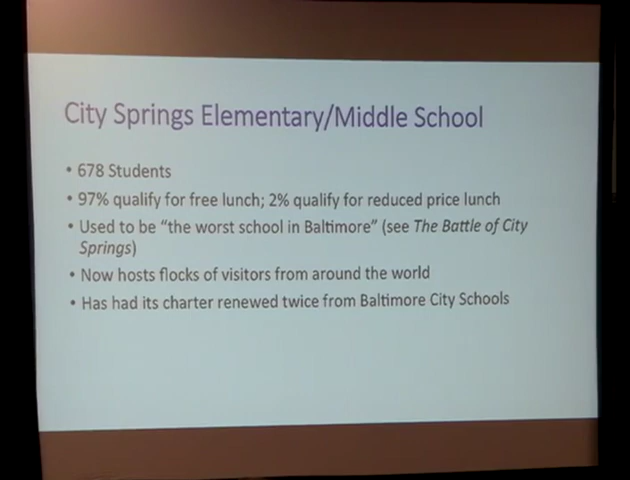 City Springs Elementary/Middle School
• 678 Students
• 97% qualify for free lunch; 2% qualify for reduced price lunch
• Used to be “the worst school in Baltimore” (see The Battle of City
Springs)
• Now hosts flocks of visitors from around the world
• Has had its charter renewed twice from Baltimore City Schools